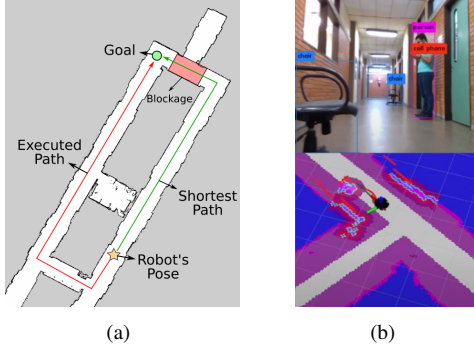 Goal
Blockage
Executed
Path
Shortest
Path
Robot's
Pose
(a)
person
cell phone
chair
chair
(b)